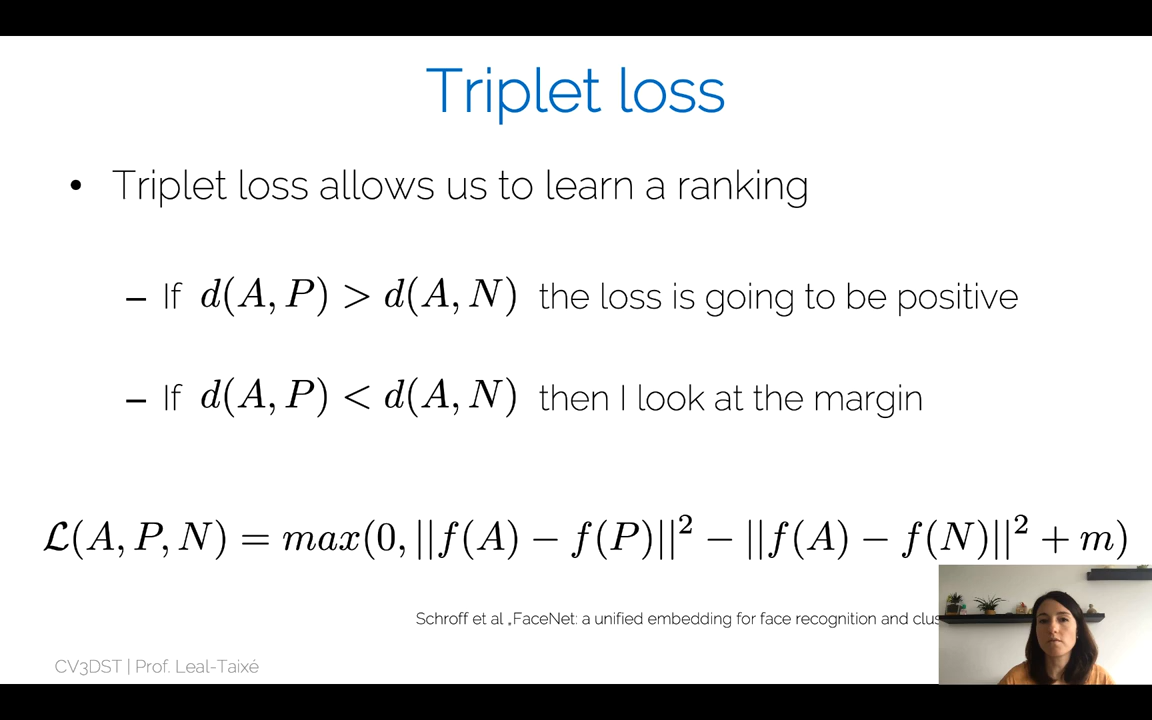 Triplet loss
• Triplet loss allows us to learn a ranking
– If d(A, P) > d(A, N) the loss is going to be positive
– If d(A, P) < d(A, N) then I look at the margin
ℒ(A, P, N) = max(0, ||f(A) − f(P)||² − ||f(A) − f(N)||² + m)
Schroff et al „FaceNet: a unified embedding for face recognition and
CV3DST | Prof. Leal-Taixé